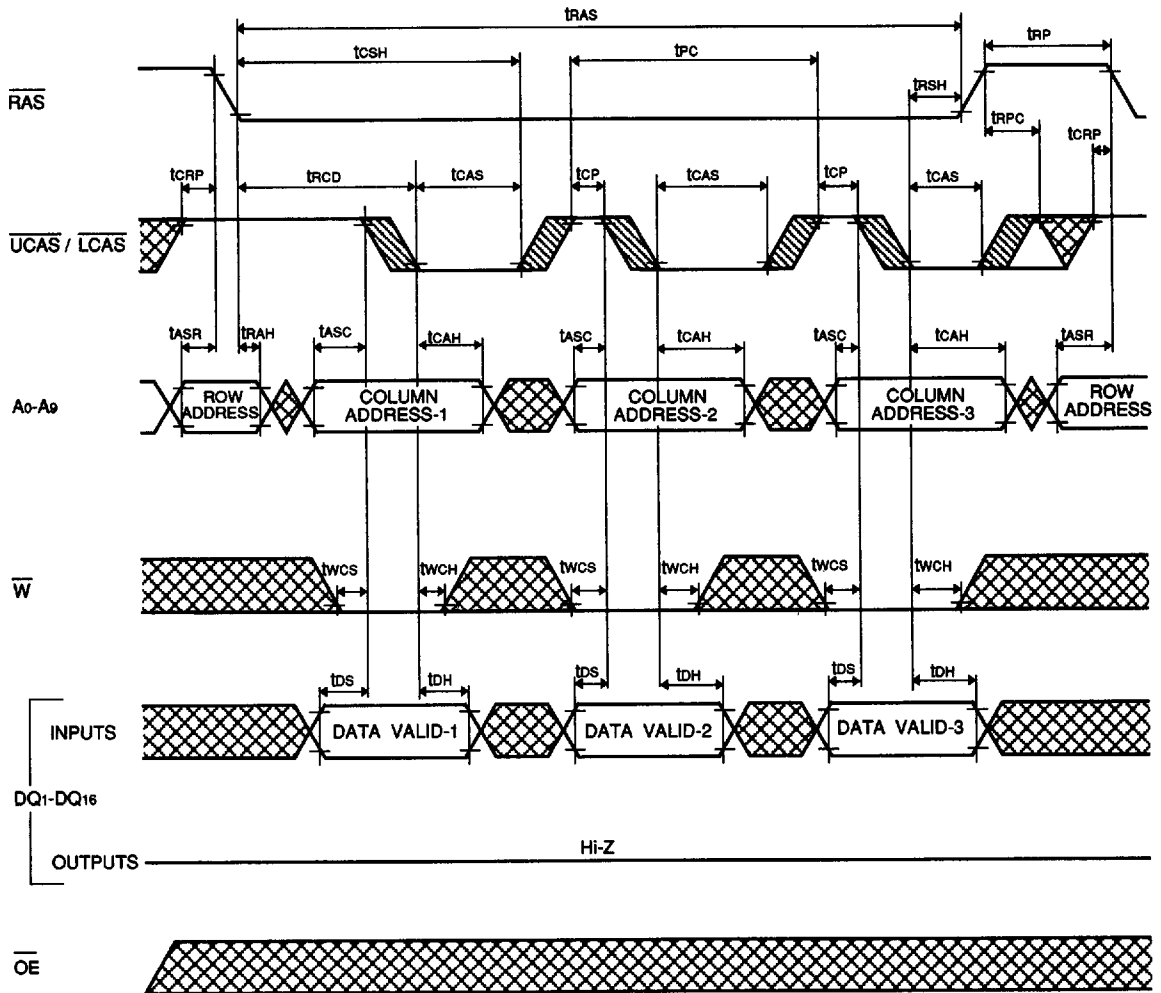 tRAS
tCSH tPC tRP
RAS tRSH
tRPC
tCRP tRCD tCAS tCP tCAS tCP tCAS tCRP
UCAS / LCAS
tASR tRAH tASC tCAH tASC tCAH tASC tCAH tASR
A0-A9 ROW ADDRESS COLUMN ADDRESS-1 COLUMN ADDRESS-2 COLUMN ADDRESS-3 ROW ADDRESS
W tWCS tWCH tWCS tWCH tWCS tWCH
tDS tDH tDS tDH tDS tDH
INPUTS DATA VALID-1 DATA VALID-2 DATA VALID-3
DQ1-DQ16
OUTPUTS Hi-Z
OE